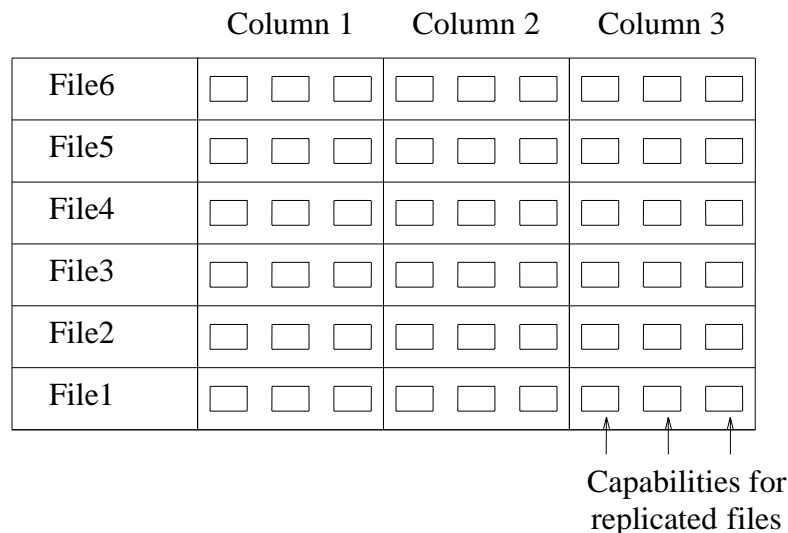 Column 1 Column 2 Column 3
File6
File5
File4
File3
File2
File1
Capabilities for
replicated files